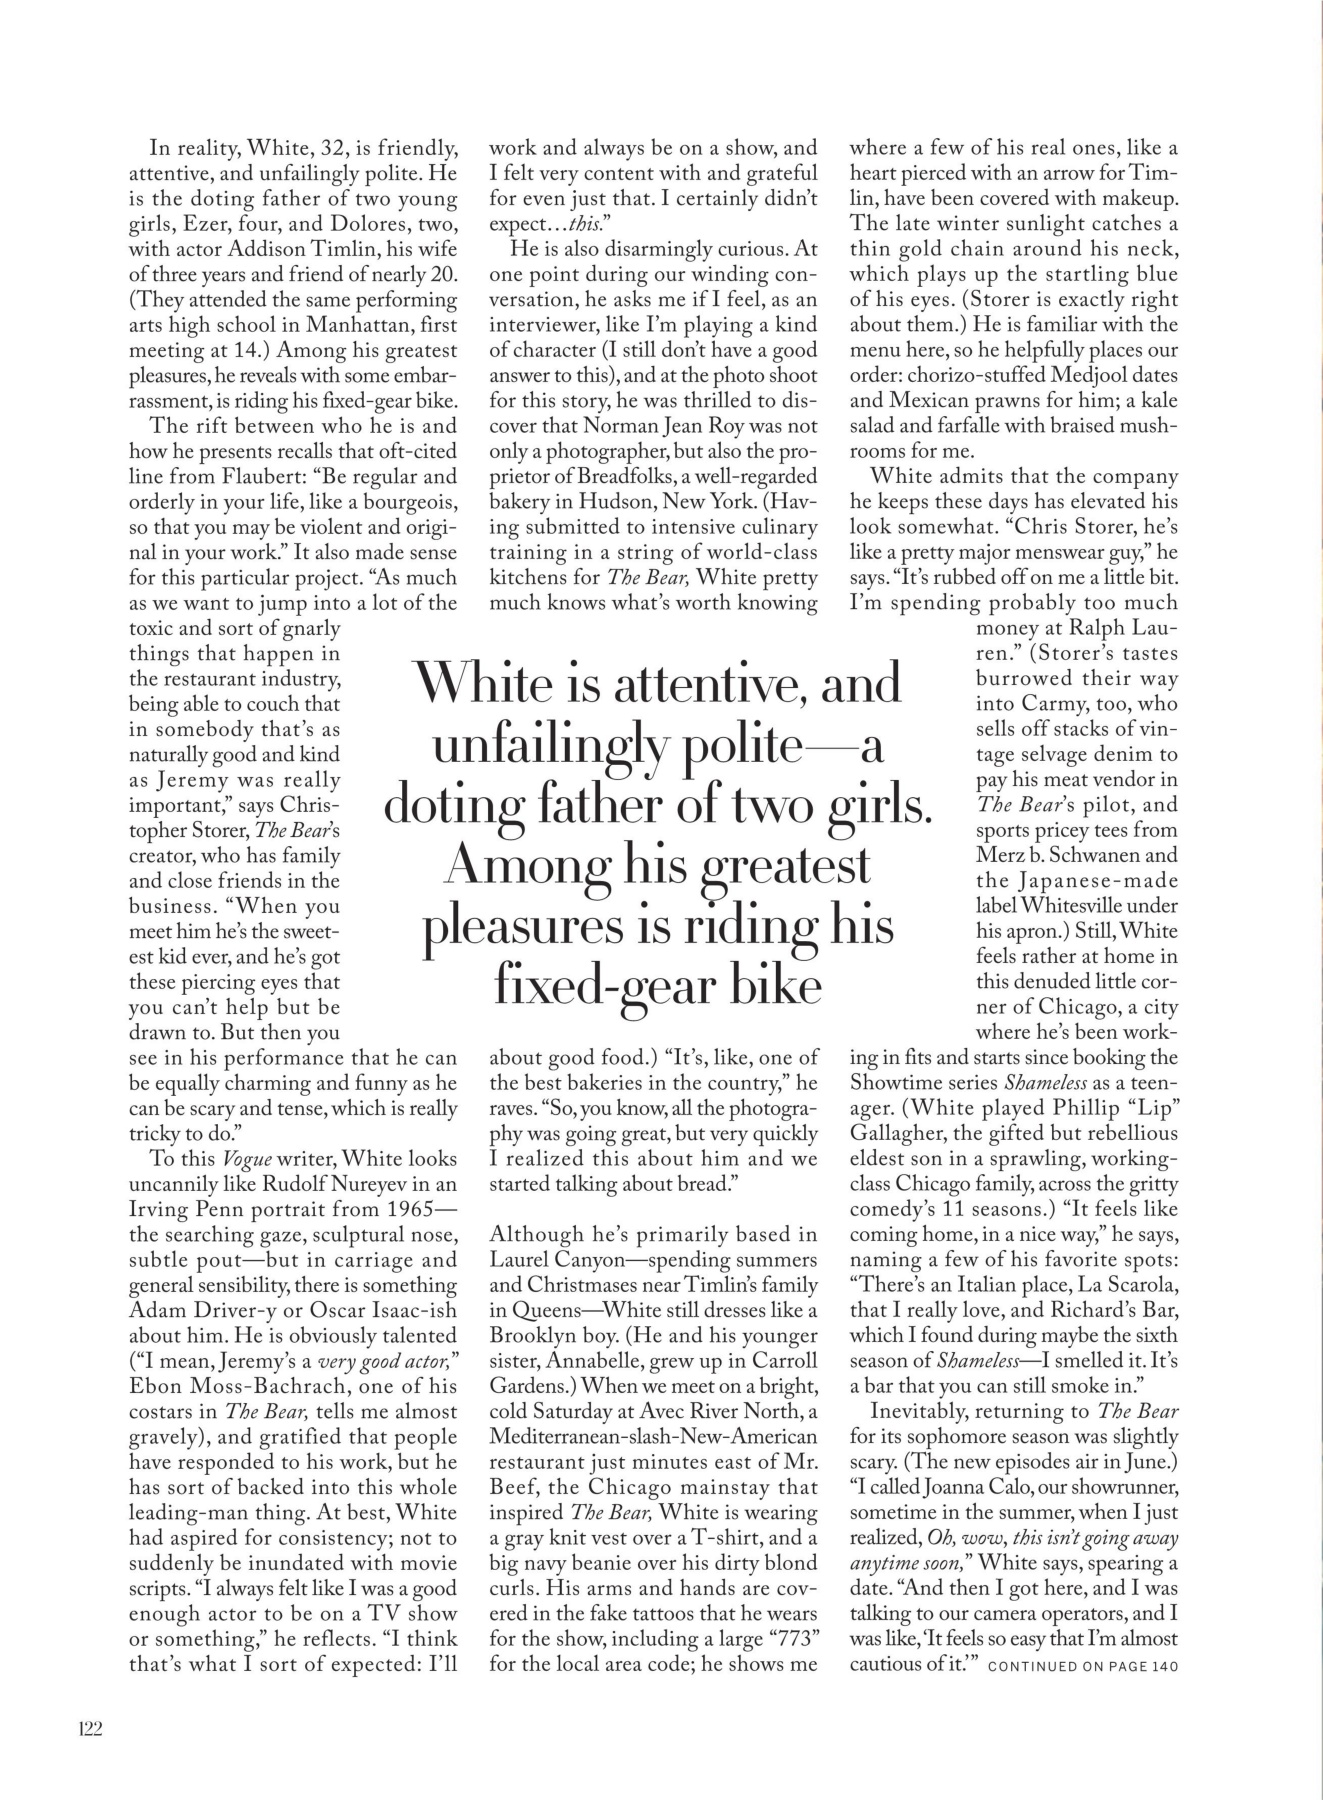 In reality, White, 32, is friendly,
attentive, and unfailingly polite. He
is the doting father of two young
girls, Ezer, four, and Dolores, two,
with actor Addison Timlin, his wife
of three years and friend of nearly 20.
(They attended the same performing
arts high school in Manhattan, first
meeting at 14.) Among his greatest
pleasures, he reveals with some embar-
rassment, is riding his fixed-gear bike.
The rift between who he is and
how he presents recalls that oft-cited
line from Flaubert: “Be regular and
orderly in your life, like a bourgeois,
so that you may be violent and origi-
nal in your work.” It also made sense
for this particular project. “As much
as we want to jump into a lot of the
toxic and sort of gnarly
things that happen in
the restaurant industry,
being able to couch that
in somebody that’s as
naturally good and kind
as Jeremy was really
important,” says Chris-
topher Storer, The Bear’s
creator, who has family
and close friends in the
business. “When you
meet him he’s the sweet-
est kid ever, and he’s got
these piercing eyes that
you can’t help but be
drawn to. But then you
see in his performance that he can
be equally charming and funny as he
can be scary and tense, which is really
tricky to do.”
To this Vogue writer, White looks
uncannily like Rudolf Nureyev in an
Irving Penn portrait from 1965—
the searching gaze, sculptural nose,
subtle pout—but in carriage and
general sensibility, there is something
Adam Driver-y or Oscar Isaac-ish
about him. He is obviously talented
(“I mean, Jeremy’s a very good actor,”
Ebon Moss-Bachrach, one of his
costars in The Bear, tells me almost
gravely), and gratified that people
have responded to his work, but he
has sort of backed into this whole
leading-man thing. At best, White
had aspired for consistency; not to
suddenly be inundated with movie
scripts. “I always felt like I was a good
enough actor to be on a TV show
or something,” he reflects. “I think
that’s what I sort of expected: I’ll
work and always be on a show, and
I felt very content with and grateful
for even just that. I certainly didn’t
expect…this.”
He is also disarmingly curious. At
one point during our winding con-
versation, he asks me if I feel, as an
interviewer, like I’m playing a kind
of character (I still don’t have a good
answer to this), and at the photo shoot
for this story, he was thrilled to dis-
cover that Norman Jean Roy was not
only a photographer, but also the pro-
prietor of Breadfolks, a well-regarded
bakery in Hudson, New York. (Hav-
ing submitted to intensive culinary
training in a string of world-class
kitchens for The Bear, White pretty
much knows what’s worth knowing
White is attentive, and
unfailingly polite—a
doting father of two girls.
Among his greatest
pleasures is riding his
fixed-gear bike
about good food.) “It’s, like, one of
the best bakeries in the country,” he
raves. “So, you know, all the photogra-
phy was going great, but very quickly
I realized this about him and we
started talking about bread.”
Although he’s primarily based in
Laurel Canyon—spending summers
and Christmases near Timlin’s family
in Queens—White still dresses like a
Brooklyn boy. (He and his younger
sister, Annabelle, grew up in Carroll
Gardens.) When we meet on a bright,
cold Saturday at Avec River North, a
Mediterranean-slash-New-American
restaurant just minutes east of Mr.
Beef, the Chicago mainstay that
inspired The Bear, White is wearing
a gray knit vest over a T-shirt, and a
big navy beanie over his dirty blond
curls. His arms and hands are cov-
ered in the fake tattoos that he wears
for the show, including a large “773”
for the local area code; he shows me
where a few of his real ones, like a
heart pierced with an arrow for Tim-
lin, have been covered with makeup.
The late winter sunlight catches a
thin gold chain around his neck,
which plays up the startling blue
of his eyes. (Storer is exactly right
about them.) He is familiar with the
menu here, so he helpfully places our
order: chorizo-stuffed Medjool dates
and Mexican prawns for him; a kale
salad and farfalle with braised mush-
rooms for me.
White admits that the company
he keeps these days has elevated his
look somewhat. “Chris Storer, he’s
like a pretty major menswear guy,” he
says. “It’s rubbed off on me a little bit.
I’m spending probably too much
money at Ralph Lau-
ren.” (Storer’s tastes
burrowed their way
into Carmy, too, who
sells off stacks of vin-
tage selvage denim to
pay his meat vendor in
The Bear’s pilot, and
sports pricey tees from
Merz b. Schwanen and
the Japanese-made
label Whitesville under
his apron.) Still, White
feels rather at home in
this denuded little cor-
ner of Chicago, a city
where he’s been work-
ing in fits and starts since booking the
Showtime series Shameless as a teen-
ager. (White played Phillip “Lip”
Gallagher, the gifted but rebellious
eldest son in a sprawling, working-
class Chicago family, across the gritty
comedy’s 11 seasons.) “It feels like
coming home, in a nice way,” he says,
naming a few of his favorite spots:
“There’s an Italian place, La Scarola,
that I really love, and Richard’s Bar,
which I found during maybe the sixth
season of Shameless—I smelled it. It’s
a bar that you can still smoke in.”
Inevitably, returning to The Bear
for its sophomore season was slightly
scary. (The new episodes air in June.)
“I called Joanna Calo, our showrunner,
sometime in the summer, when I just
realized, Oh, wow, this isn’t going away
anytime soon,” White says, spearing a
date. “And then I got here, and I was
talking to our camera operators, and I
was like, ‘It feels so easy that I’m almost
cautious of it.’” CONTINUED ON PAGE 140
122